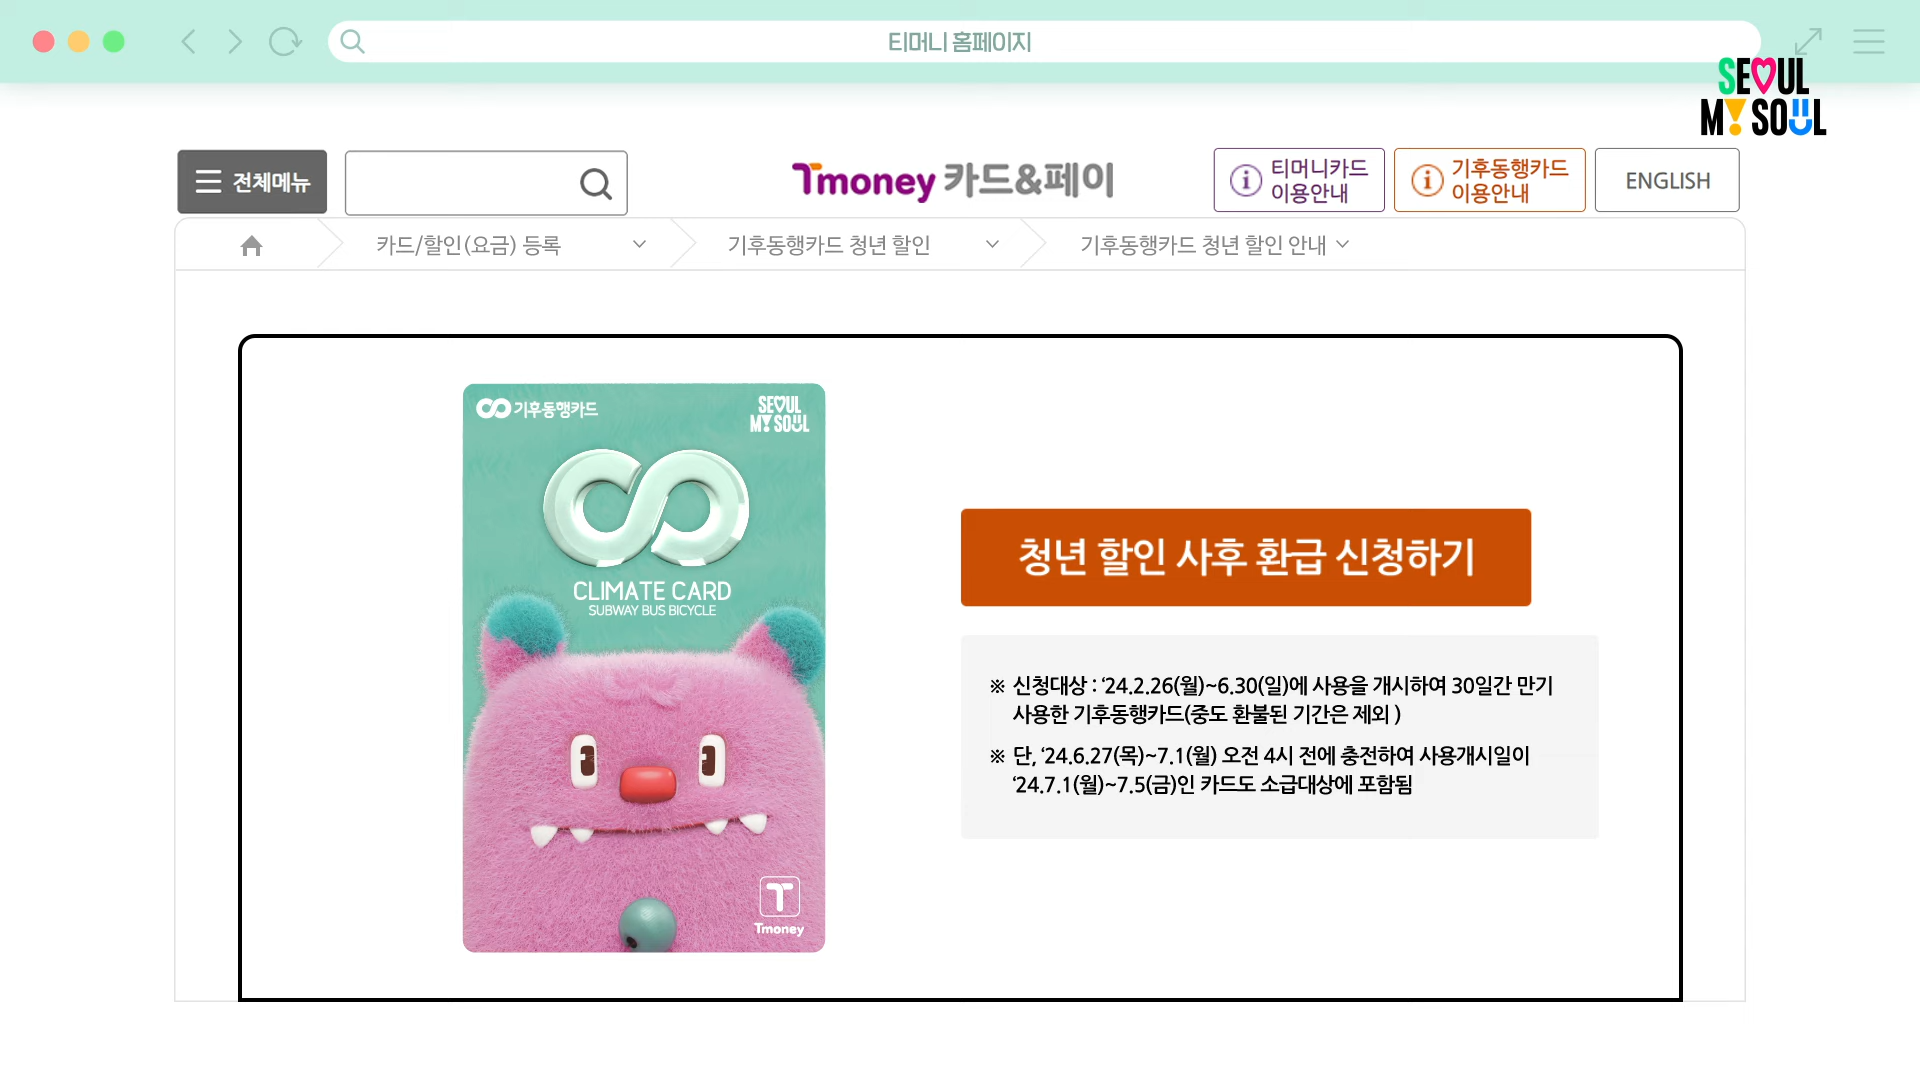 티머니 홈페이지
SEOUL
MY SOUL
전체메뉴
Tmoney 카드&페이
티머니카드
이용안내
기후동행카드
이용안내
ENGLISH
카드/할인(요금) 등록
기후동행카드 청년 할인
기후동행카드 청년 할인 안내
기후동행카드
SEOUL
MY SOUL
CLIMATE CARD
SUBWAY BUS BICYCLE
Tmoney
청년 할인 사후 환급 신청하기
※ 신청대상 : ‘24.2.26(월)~6.30(일)에 사용을 개시하여 30일간 만기
사용한 기후동행카드(중도 환불된 기간은 제외 )
※ 단, ‘24.6.27(목)~7.1(월) 오전 4시 전에 충전하여 사용개시일이
‘24.7.1(월)~7.5(금)인 카드도 소급대상에 포함됨